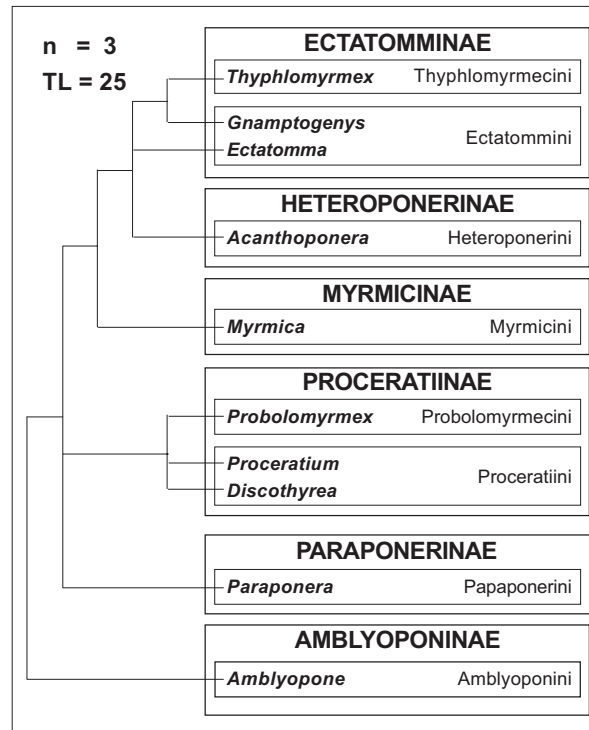 n = 3
TL = 25
ECTATOMMINAE
Thyphlomyrmex Thyphlomyrmecini
Gnamptogenys
Ectatommini
Ectatomma
HETEROPONERINAE
Acanthoponera Heteroponerini
MYRMICINAE
Myrmica Myrmicini
PROCERATIINAE
Probolomyrmex Probolomyrmecini
Proceratium
Proceratiini
Discothyrea
PARAPONERINAE
Paraponera Papaponerini
AMBLYOPONINAE
Amblyopone Amblyoponini